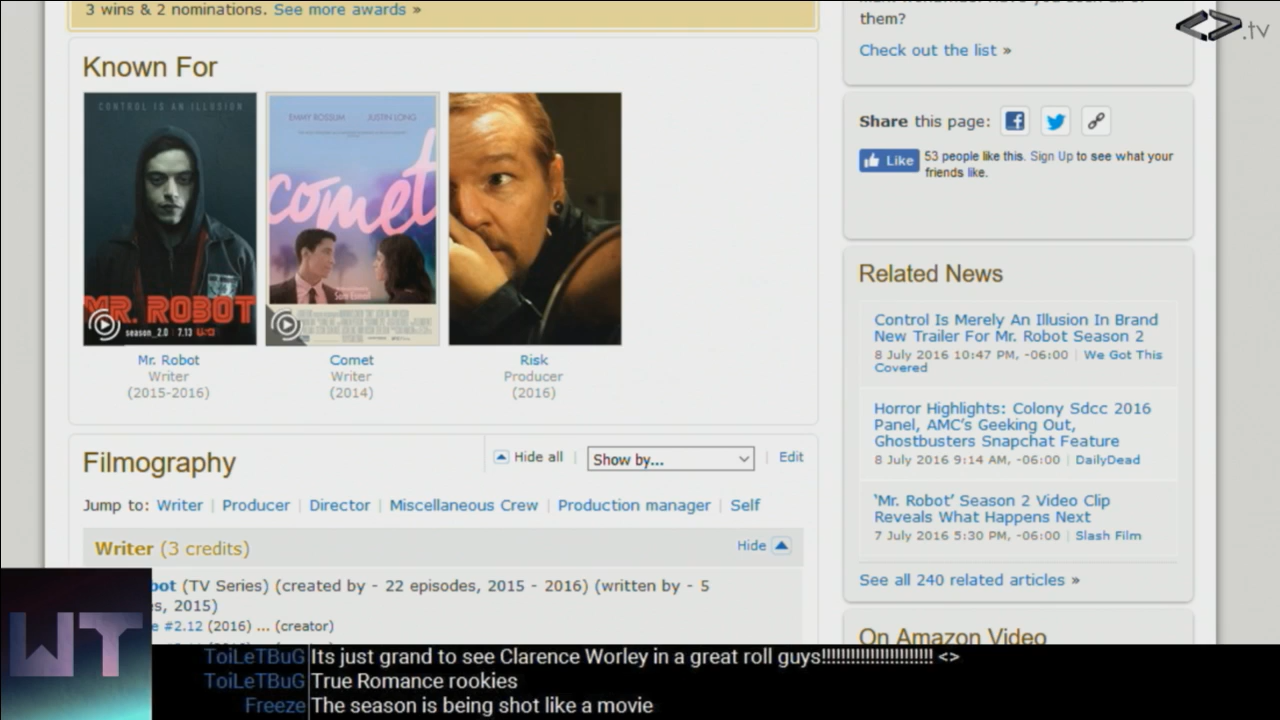 3 wins & 2 nominations. See more awards »
them?
Check out the list »
<>.tv
Known For
CONTROL IS AN ILLUSION
MR. ROBOT
season_2.0 | 7.13 USA
EMMY ROSSUM JUSTIN LONG
comet
Sam Esmail
Mr. Robot
Writer
(2015-2016)
Comet
Writer
(2014)
Risk
Producer
(2016)
Share this page:
Like
53 people like this. Sign Up to see what your
friends like.
Related News
Control Is Merely An Illusion In Brand
New Trailer For Mr. Robot Season 2
8 July 2016 10:47 PM, -06:00 | We Got This
Covered
Horror Highlights: Colony Sdcc 2016
Panel, AMC's Geeking Out,
Ghostbusters Snapchat Feature
8 July 2016 9:14 AM, -06:00 | DailyDead
'Mr. Robot' Season 2 Video Clip
Reveals What Happens Next
7 July 2016 5:30 PM, -06:00 | Slash Film
See all 240 related articles »
On Amazon Video
Filmography
Hide all | Show by... | Edit
Jump to: Writer | Producer | Director | Miscellaneous Crew | Production manager | Self
Writer (3 credits)
Hide
bot (TV Series) (created by - 22 episodes, 2015 - 2016) (written by - 5
s, 2015)
e #2.12 (2016) ... (creator)
WT
ToiLeTBuG Its just grand to see Clarence Worley in a great roll guys!!!!!!!!!!!!!!!!!!!!!!! <>
ToiLeTBuG True Romance rookies
Freeze The season is being shot like a movie